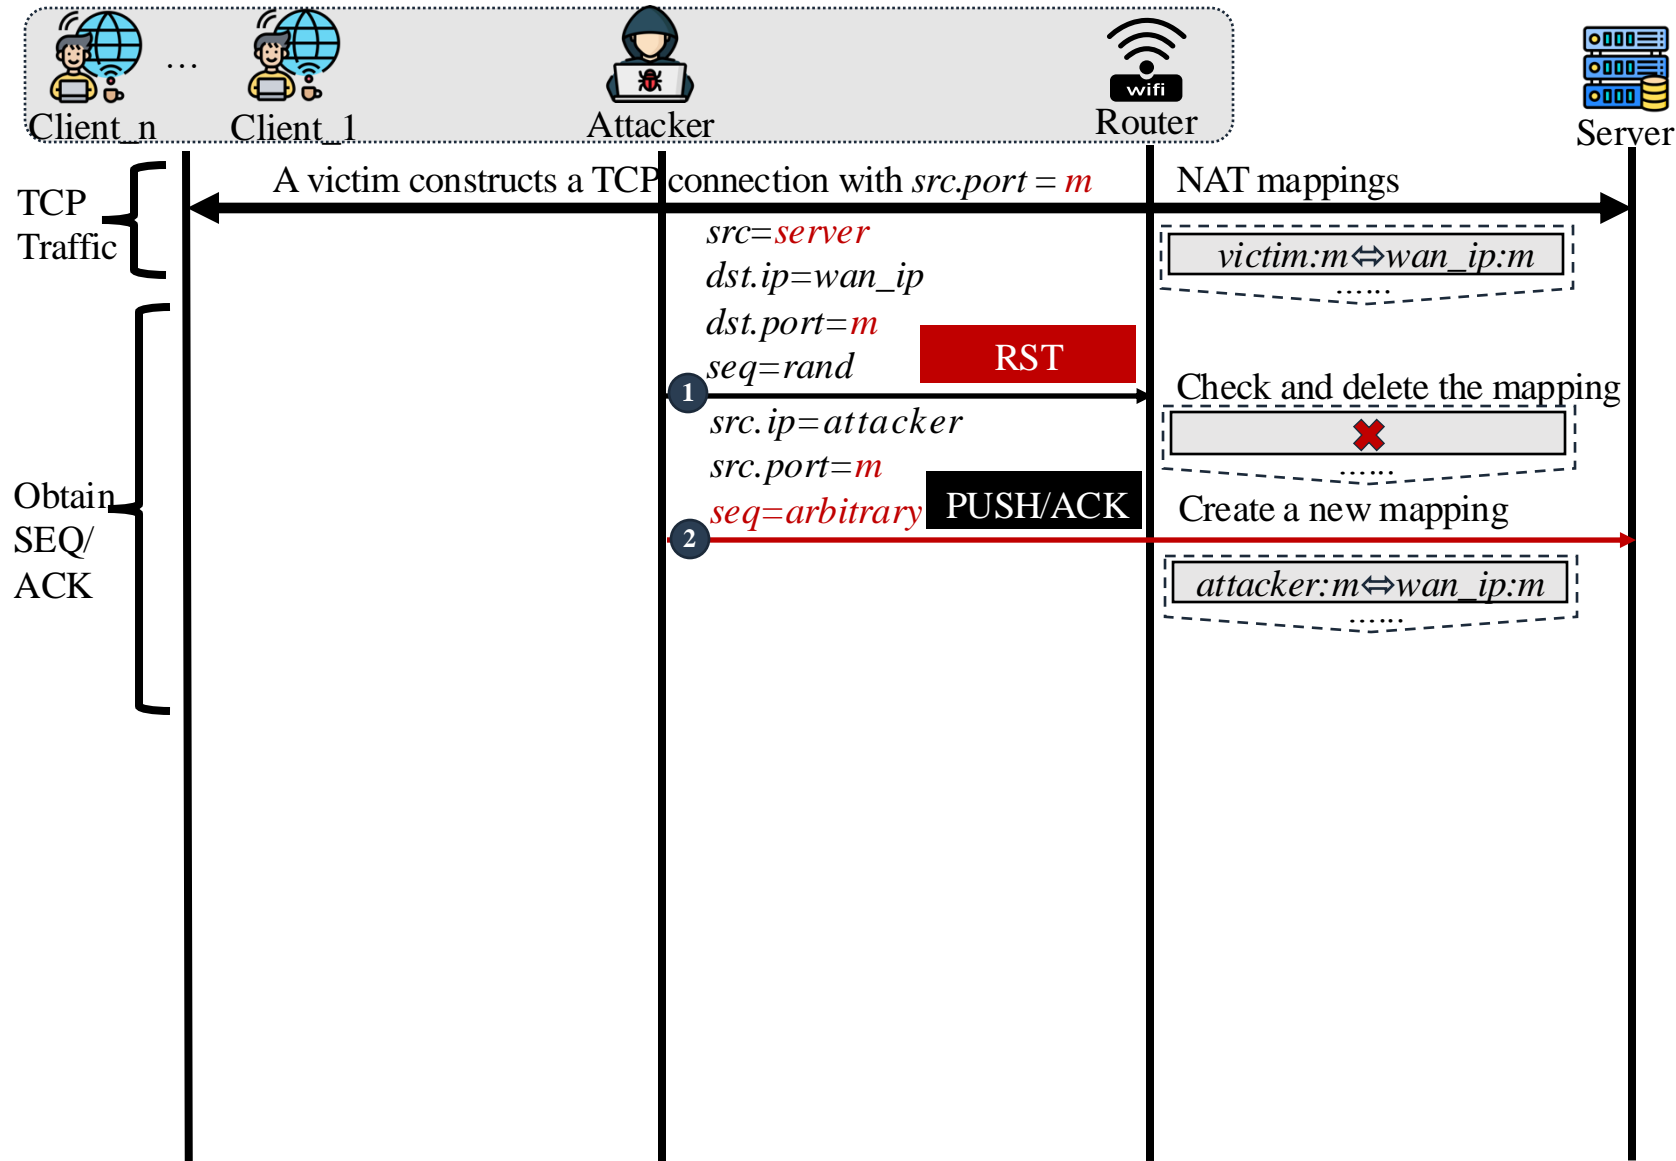 Client_n
...
Client_1
Attacker
wifi
Router
Server
TCP
Traffic
A victim constructs a TCP connection with src.port = m
NAT mappings
src=server
dst.ip=wan_ip
dst.port=m
seq=rand
RST
victim:m⇔wan_ip:m
......
1
Check and delete the mapping
......
Obtain
SEQ/
ACK
src.ip=attacker
src.port=m
seq=arbitrary
PUSH/ACK
Create a new mapping
2
attacker:m⇔wan_ip:m
......